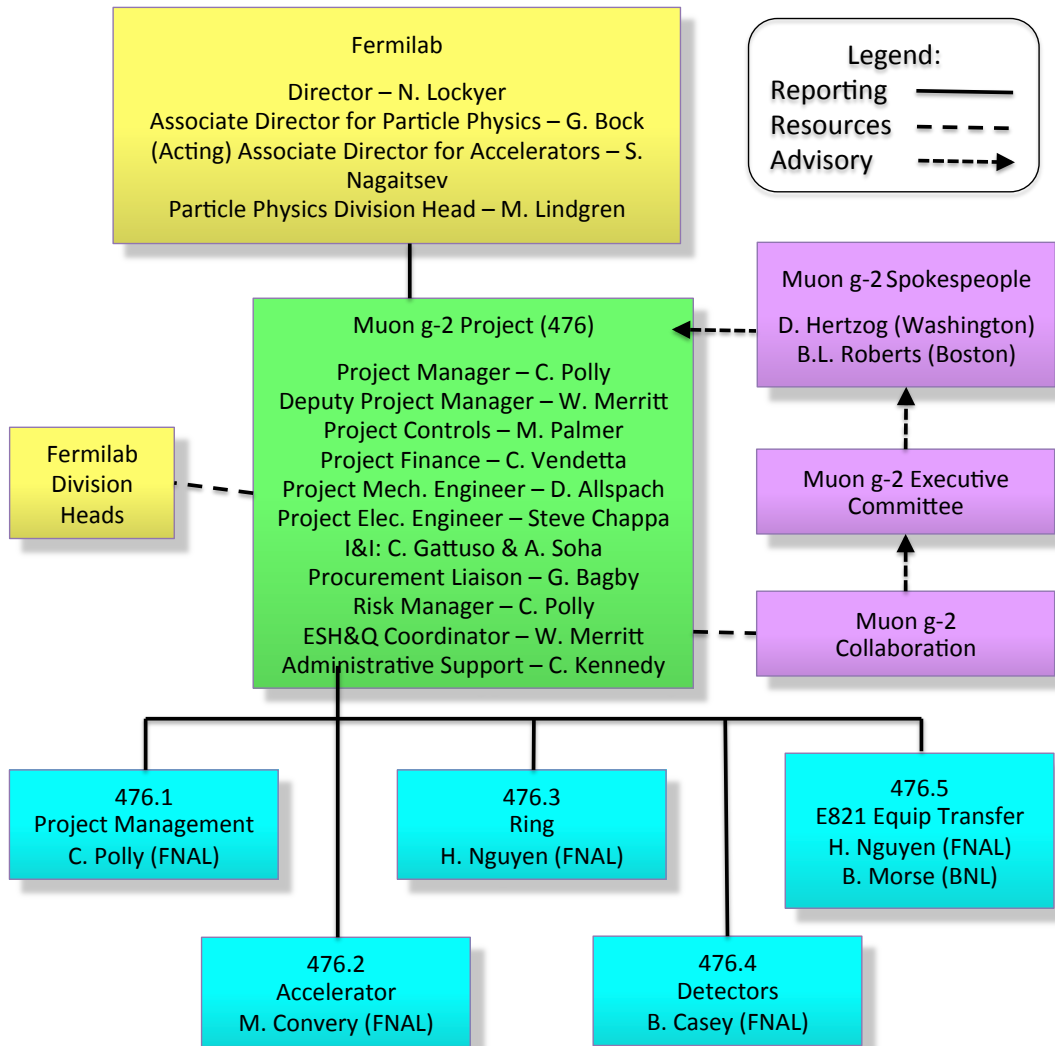 Fermilab
Director – N. Lockyer
Associate Director for Particle Physics – G. Bock
(Acting) Associate Director for Accelerators – S.
Nagaitsev
Particle Physics Division Head – M. Lindgren
Legend:
Reporting
Resources
Advisory
Muon g-2 Spokespeople
D. Hertzog (Washington)
B.L. Roberts (Boston)
Muon g-2 Project (476)
Project Manager – C. Polly
Deputy Project Manager – W. Merritt
Project Controls – M. Palmer
Project Finance – C. Vendetta
Project Mech. Engineer – D. Allspach
Project Elec. Engineer – Steve Chappa
I&I: C. Gattuso & A. Soha
Procurement Liaison – G. Bagby
Risk Manager – C. Polly
ESH&Q Coordinator – W. Merritt
Administrative Support – C. Kennedy
Fermilab
Division
Heads
Muon g-2 Executive
Committee
Muon g-2
Collaboration
476.1
Project Management
C. Polly (FNAL)
476.3
Ring
H. Nguyen (FNAL)
476.5
E821 Equip Transfer
H. Nguyen (FNAL)
B. Morse (BNL)
476.2
Accelerator
M. Convery (FNAL)
476.4
Detectors
B. Casey (FNAL)